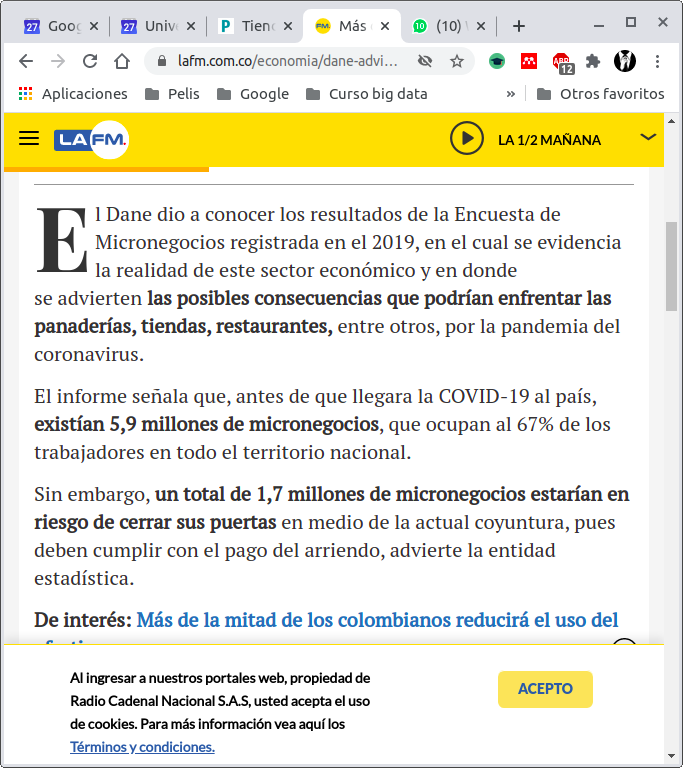 27 Goog
27 Unive
P Tienc
FM Más
10 (10)
lafm.com.co/economia/dane-advi...
ABP
12
Aplicaciones
Pelis
Google
Curso big data
»
Otros favoritos
LA FM.
LA 1/2 MAÑANA
El Dane dio a conocer los resultados de la Encuesta de
Micronegocios registrada en el 2019, en el cual se evidencia
la realidad de este sector económico y en donde
se advierten las posibles consecuencias que podrían enfrentar las
panaderías, tiendas, restaurantes, entre otros, por la pandemia del
coronavirus.
El informe señala que, antes de que llegara la COVID-19 al país,
existían 5,9 millones de micronegocios, que ocupan al 67% de los
trabajadores en todo el territorio nacional.
Sin embargo, un total de 1,7 millones de micronegocios estarían en
riesgo de cerrar sus puertas en medio de la actual coyuntura, pues
deben cumplir con el pago del arriendo, advierte la entidad
estadística.
De interés: Más de la mitad de los colombianos reducirá el uso del
Al ingresar a nuestros portales web, propiedad de
Radio Cadenal Nacional S.A.S, usted acepta el uso
de cookies. Para más información vea aquí los
Términos y condiciones.
ACEPTO